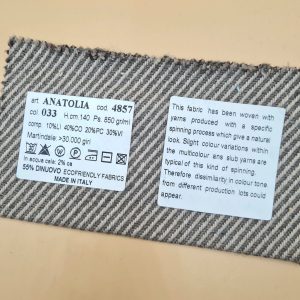 art. ANATOLIA cod. 4857
col. 033 H.cm.140 Ps. 850 gr/ml
comp. 10%LI 40%CO 20%PC 30%VI
Martindale: >30.000 giri
In acqua cele: 2% ca
55% DINUOVO ECOFRIENDLY FABRICS
MADE IN ITALY
This fabric has been woven with
yarns produced with a specific
spinning process which give a natural
look. Slight colour variations within
the multicolour ans slub yarns are
typical of this kind of spinning.
Therefore dissimilarity in colour tone
from different production lots could
appear.